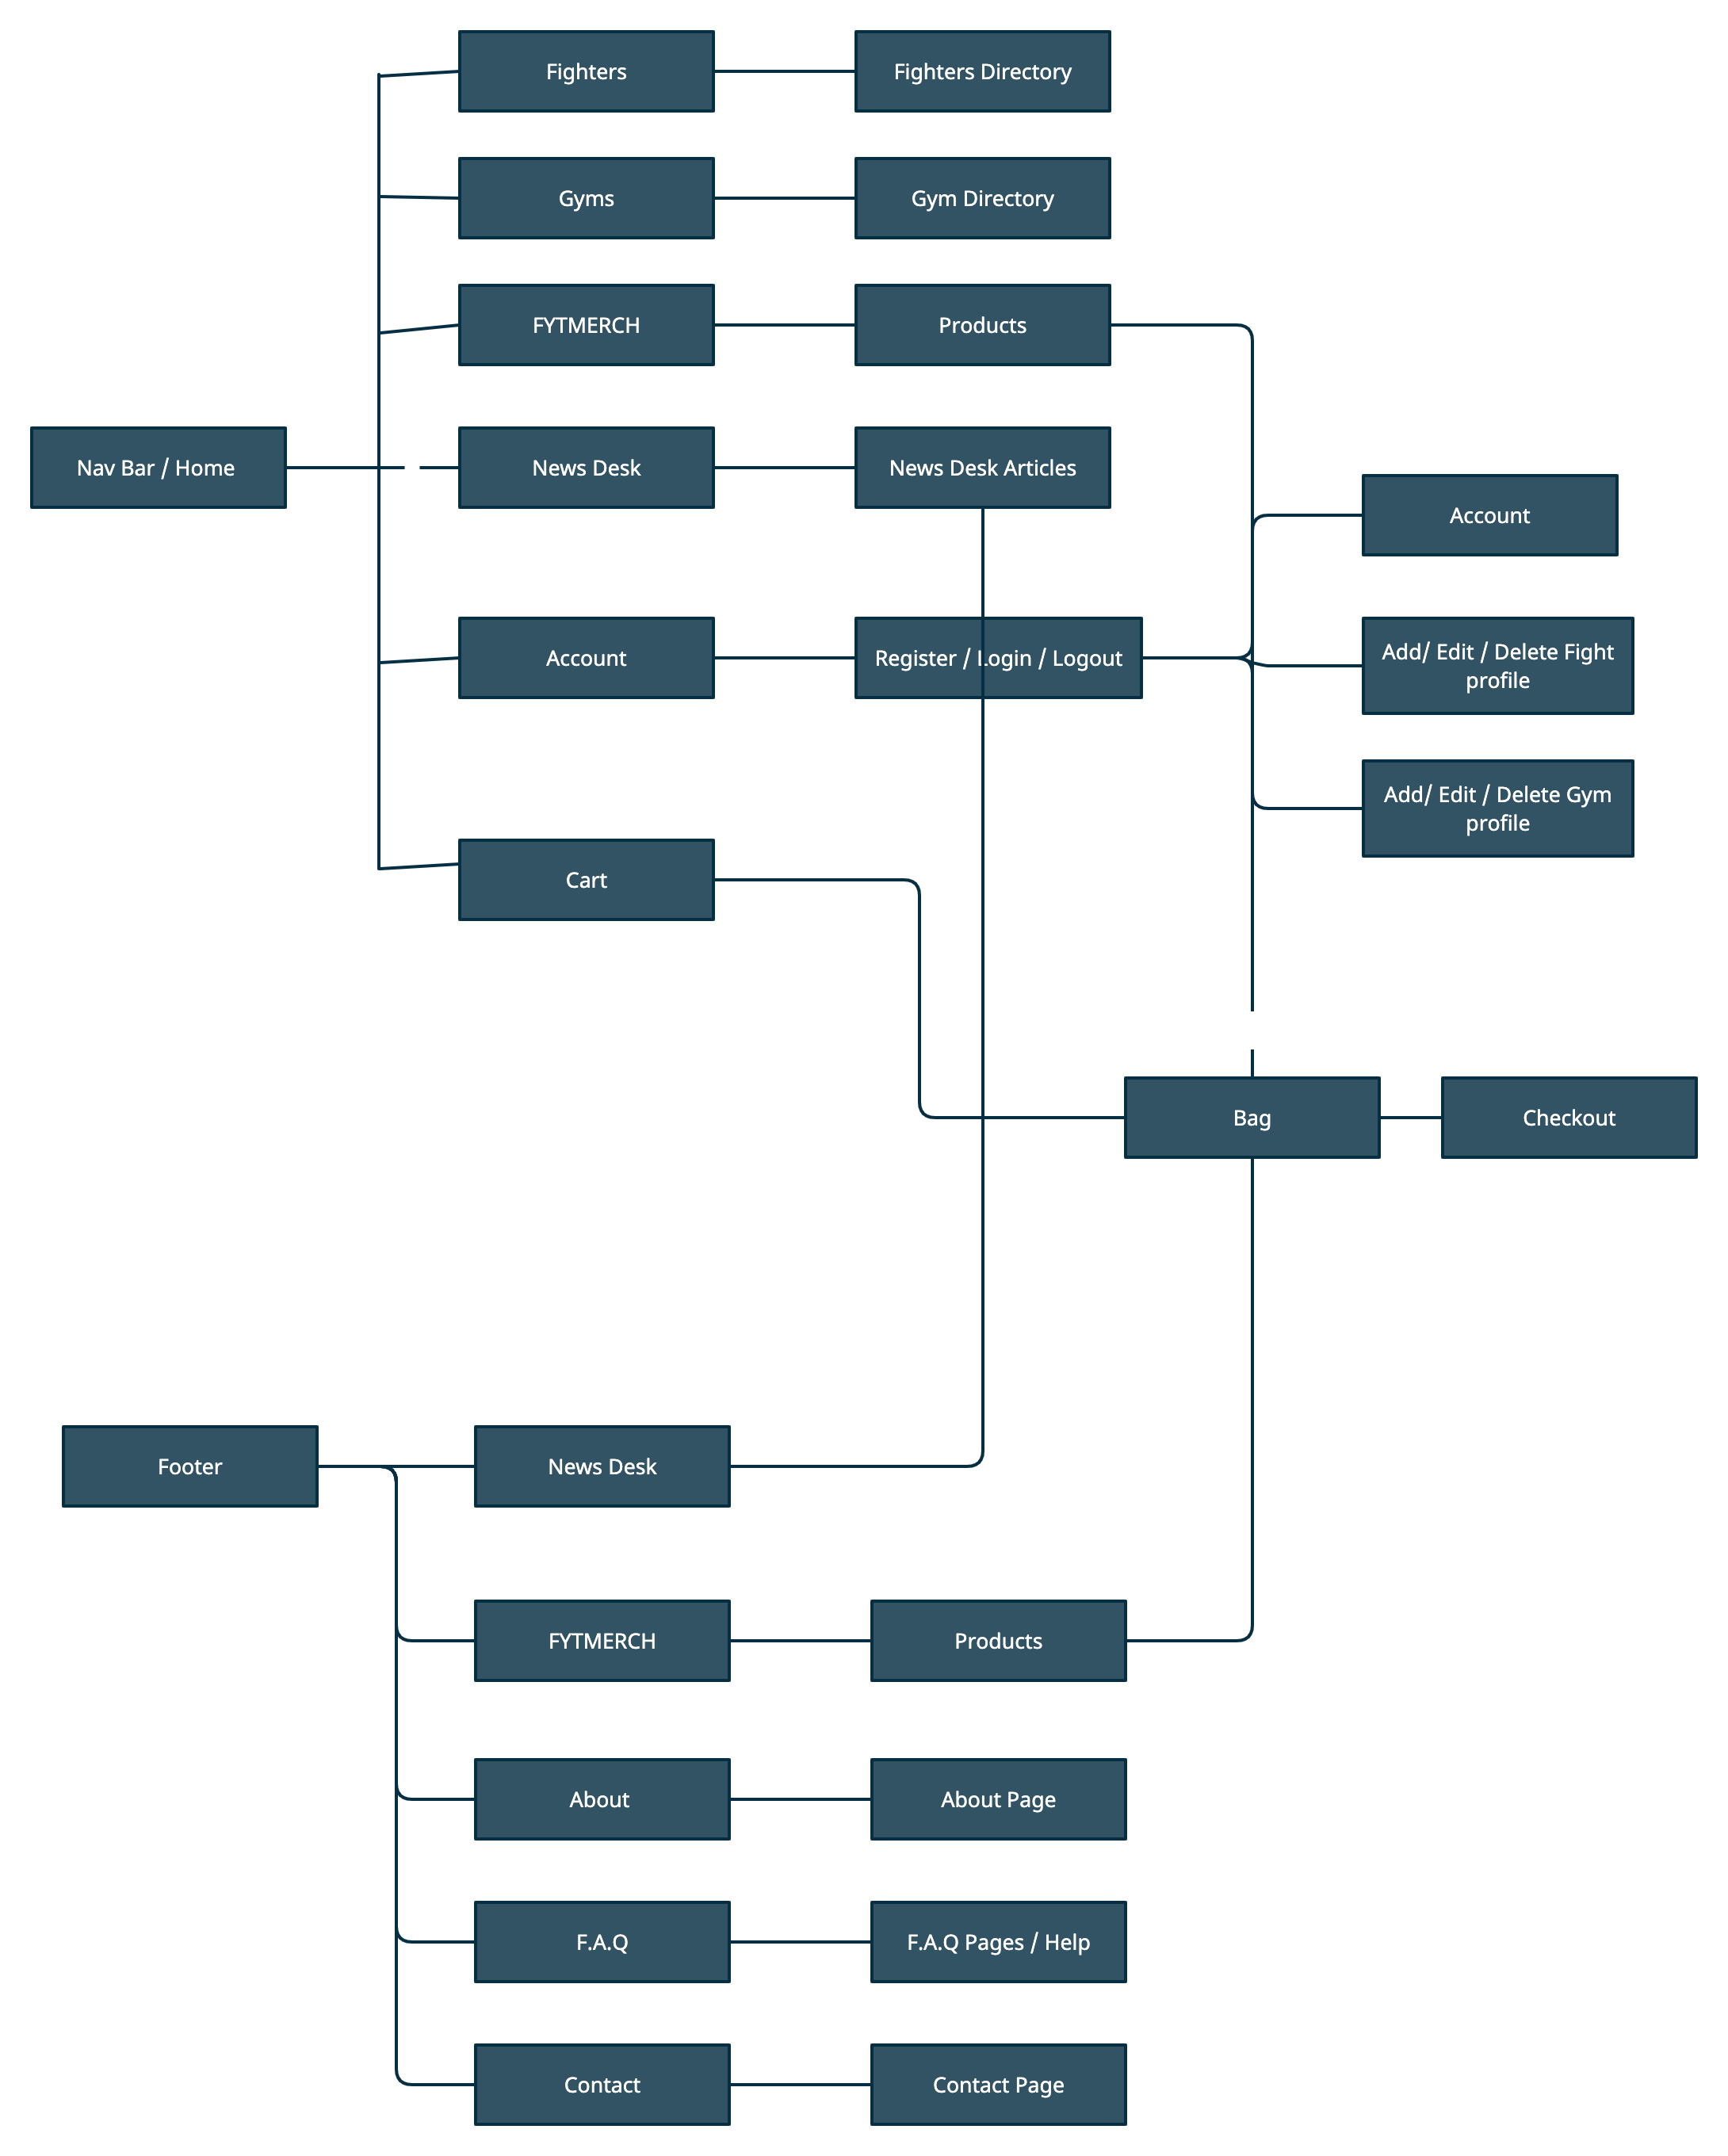 Fighters
Fighters Directory
Gyms
Gym Directory
FYTMERCH
Products
Nav Bar / Home
News Desk
News Desk Articles
Account
Account
Register / Login / Logout
Add/ Edit / Delete Fight
profile
Add/ Edit / Delete Gym
profile
Cart
Bag
Checkout
Footer
News Desk
FYTMERCH
Products
About
About Page
F.A.Q
F.A.Q Pages / Help
Contact
Contact Page